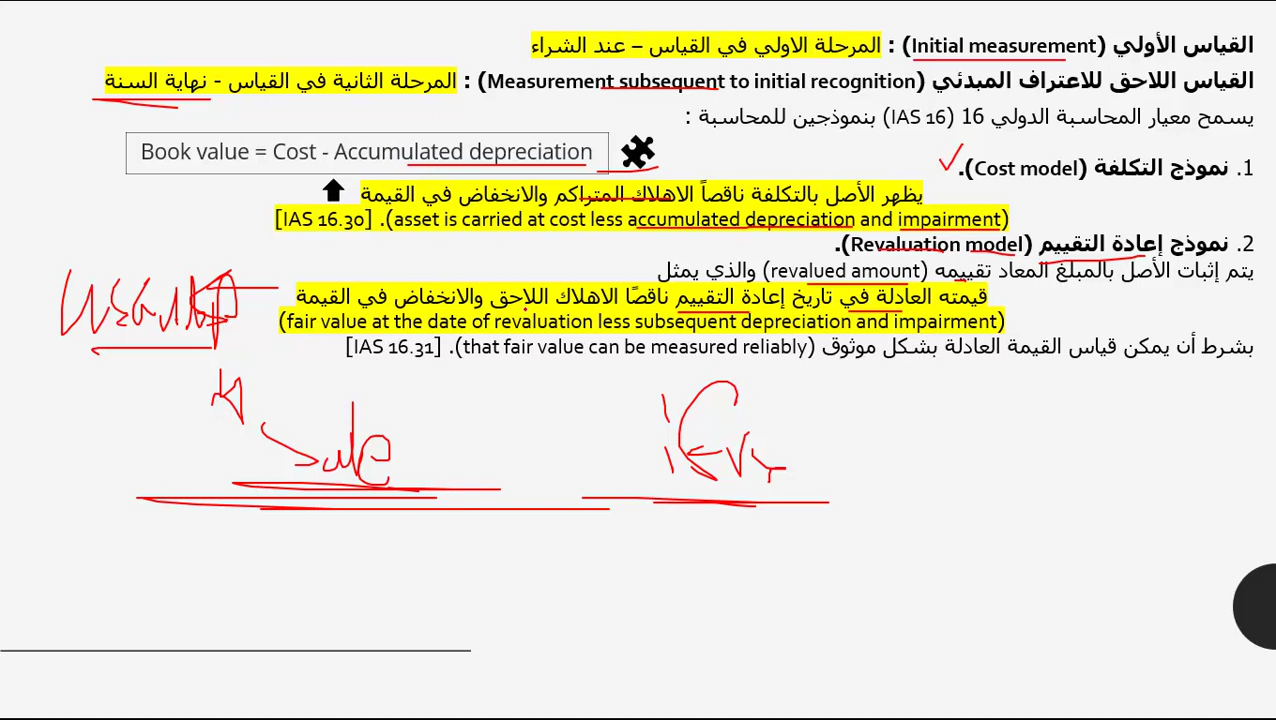 القياس الأولي (Initial measurement) : المرحلة الاولي في القياس – عند الشراء
القياس اللاحق للاعتراف المبدئي (Measurement subsequent to initial recognition) : المرحلة الثانية في القياس - نهاية السنة
يسمح معيار المحاسبة الدولي 16 (IAS 16) بنموذجين للمحاسبة :
Book value = Cost - Accumulated depreciation
1. نموذج التكلفة (Cost model).
يظهر الأصل بالتكلفة ناقصاً الاهلاك المتراكم والانخفاض في القيمة
(asset is carried at cost less accumulated depreciation and impairment). [IAS 16.30]
2. نموذج إعادة التقييم (Revaluation model).
يتم إثبات الأصل بالمبلغ المعاد تقييمه (revalued amount) والذي يمثل
قيمته العادلة في تاريخ إعادة التقييم ناقصًا الاهلاك اللاحق والانخفاض في القيمة
(fair value at the date of revaluation less subsequent depreciation and impairment)
بشرط أن يمكن قياس القيمة العادلة بشكل موثوق (that fair value can be measured reliably). [IAS 16.31]